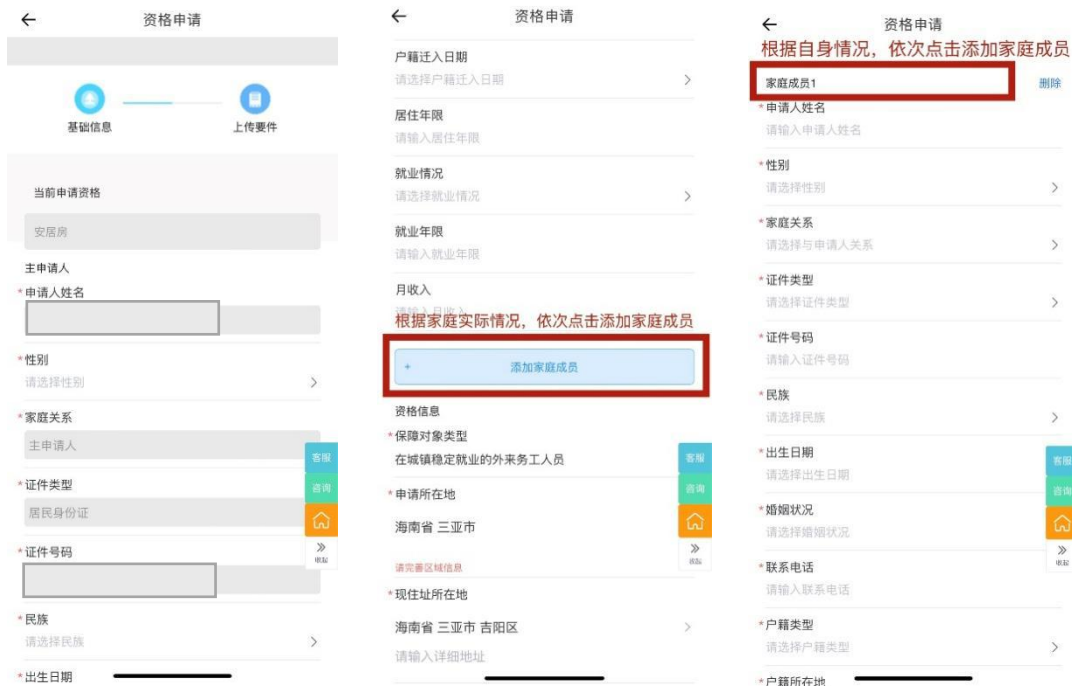 资格申请
基础信息
上传要件
当前申请资格
安居房
主申请人
*申请人姓名
*性别
请选择性别
*家庭关系
主申请人
*证件类型
居民身份证
*证件号码
*民族
请选择民族
*出生日期
客服
咨询
收起
资格申请
户籍迁入日期
请选择户籍迁入日期
居住年限
请输入居住年限
就业情况
请选择就业情况
就业年限
请输入就业年限
月收入
请输入月收入
根据家庭实际情况，依次点击添加家庭成员
+ 添加家庭成员
资格信息
*保障对象类型
在城镇稳定就业的外来务工人员
*申请所在地
海南省 三亚市
请完善区域信息
*现住址所在地
海南省 三亚市 吉阳区
请输入详细地址
客服
咨询
收起
资格申请
根据自身情况，依次点击添加家庭成员
家庭成员1 删除
*申请人姓名
请输入申请人姓名
*性别
请选择性别
*家庭关系
请选择与申请人关系
*证件类型
请选择证件类型
*证件号码
请输入证件号码
*民族
请选择民族
*出生日期
请选择出生日期
*婚姻状况
请选择婚姻状况
*联系电话
请输入联系电话
*户籍类型
请选择户籍类型
*户籍所在地
客服
咨询
收起